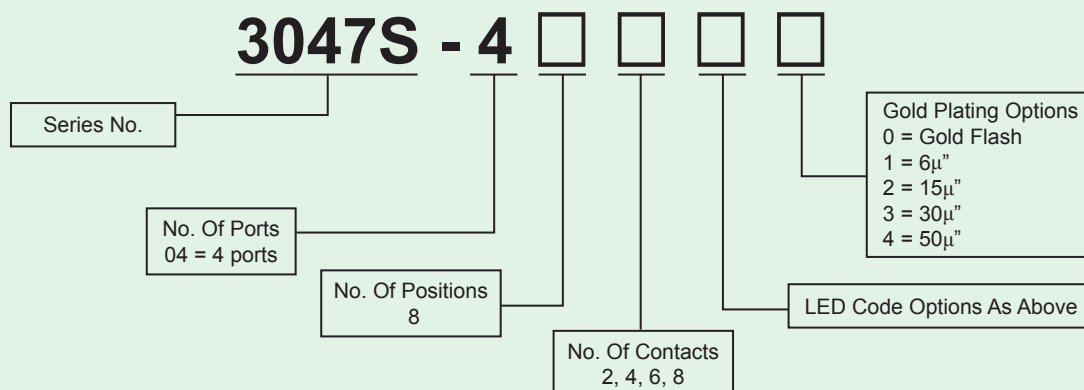 3047S - 4
Series No.
No. Of Ports
04 = 4 ports
No. Of Positions
8
No. Of Contacts
2, 4, 6, 8
LED Code Options As Above
Gold Plating Options
0 = Gold Flash
1 = 6μ”
2 = 15μ”
3 = 30μ”
4 = 50μ”